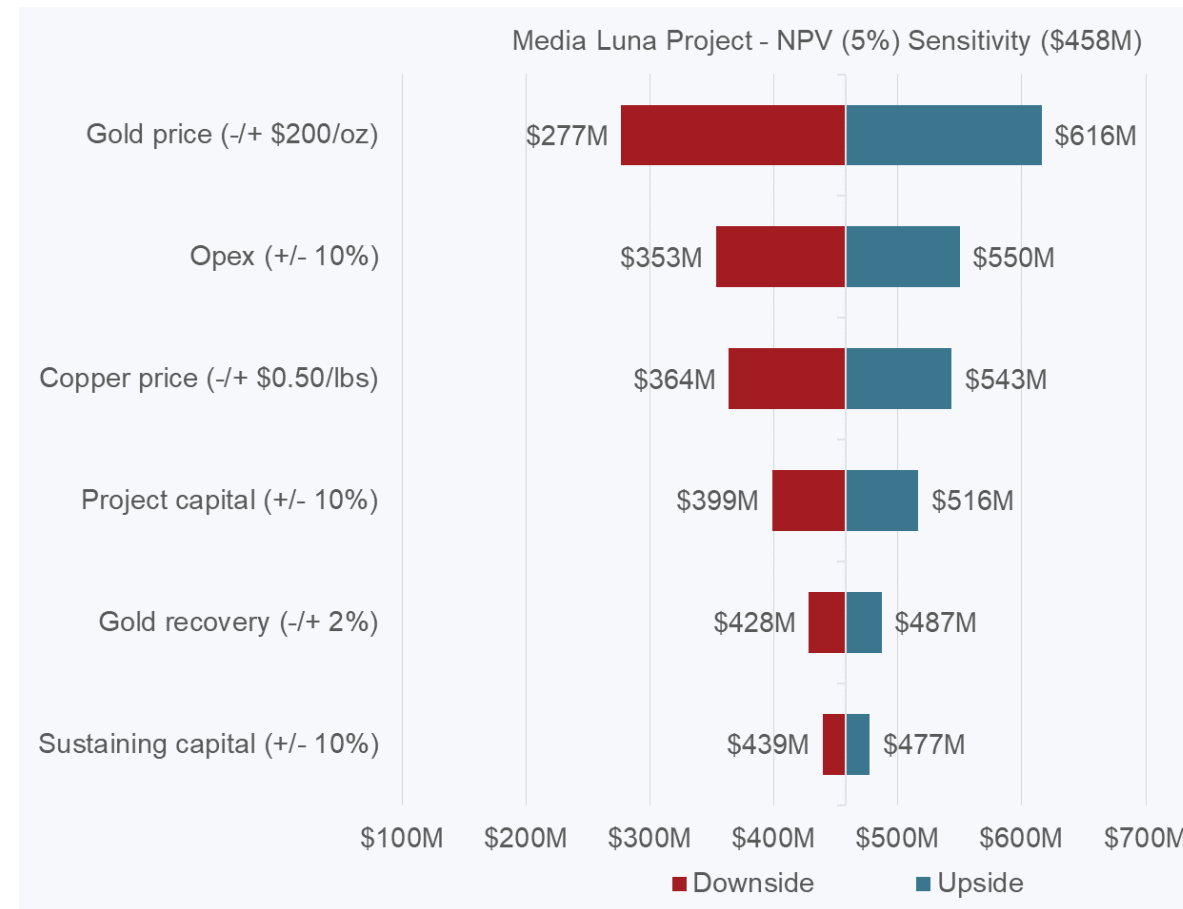 Media Luna Project - NPV (5%) Sensitivity ($458M)
Gold price (-/+ $200/oz)
$277M
$616M
Opex (+/- 10%)
$353M
$550M
Copper price (-/+ $0.50/lbs)
$364M
$543M
Project capital (+/- 10%)
$399M
$516M
Gold recovery (-/+ 2%)
$428M
$487M
Sustaining capital (+/- 10%)
$439M
$477M
$100M $200M $300M $400M $500M $600M $700M
Downside Upside